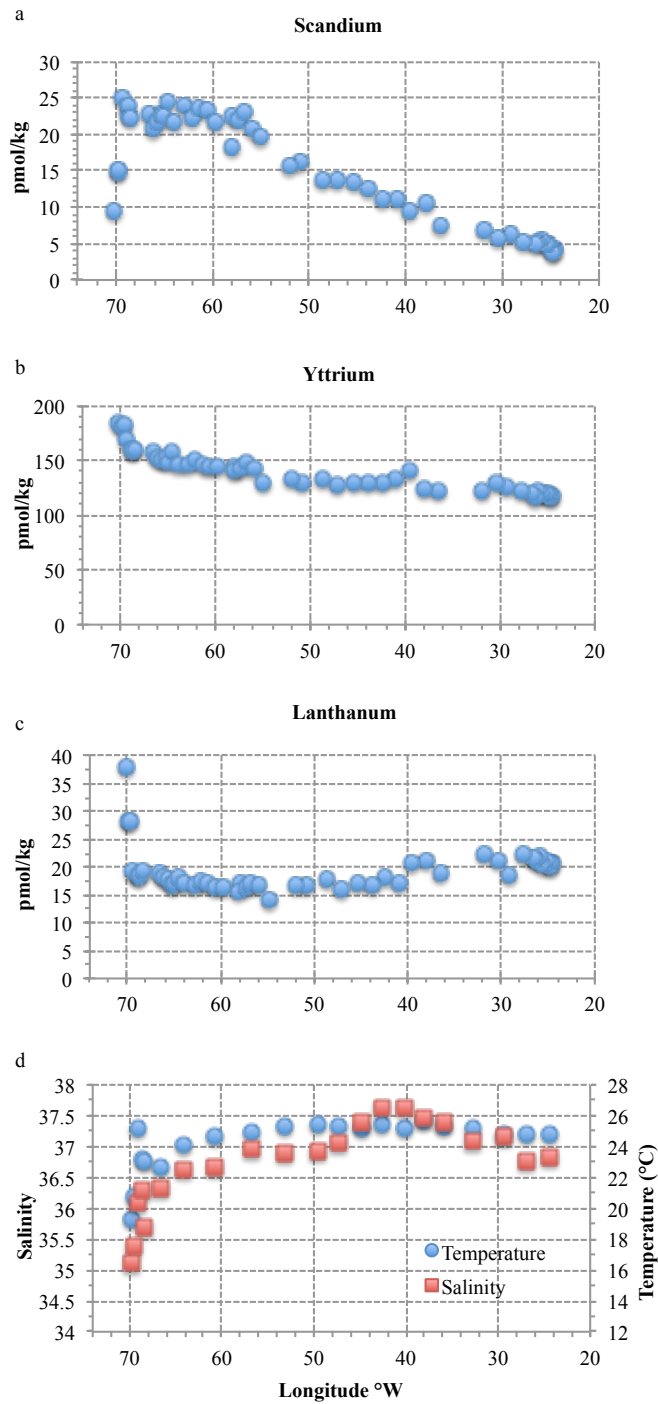 a
Scandium
30
25
20
15
10
5
0
pmol/kg
70 60 50 40 30 20
b
Yttrium
200
150
100
50
0
pmol/kg
70 60 50 40 30 20
c
Lanthanum
40
35
30
25
20
15
10
5
0
pmol/kg
70 60 50 40 30 20
d
38
37.5
37
36.5
36
35.5
35
34.5
34
Salinity
28
26
24
22
20
18
16
14
12
Temperature (°C)
Temperature
Salinity
70 60 50 40 30 20
Longitude °W